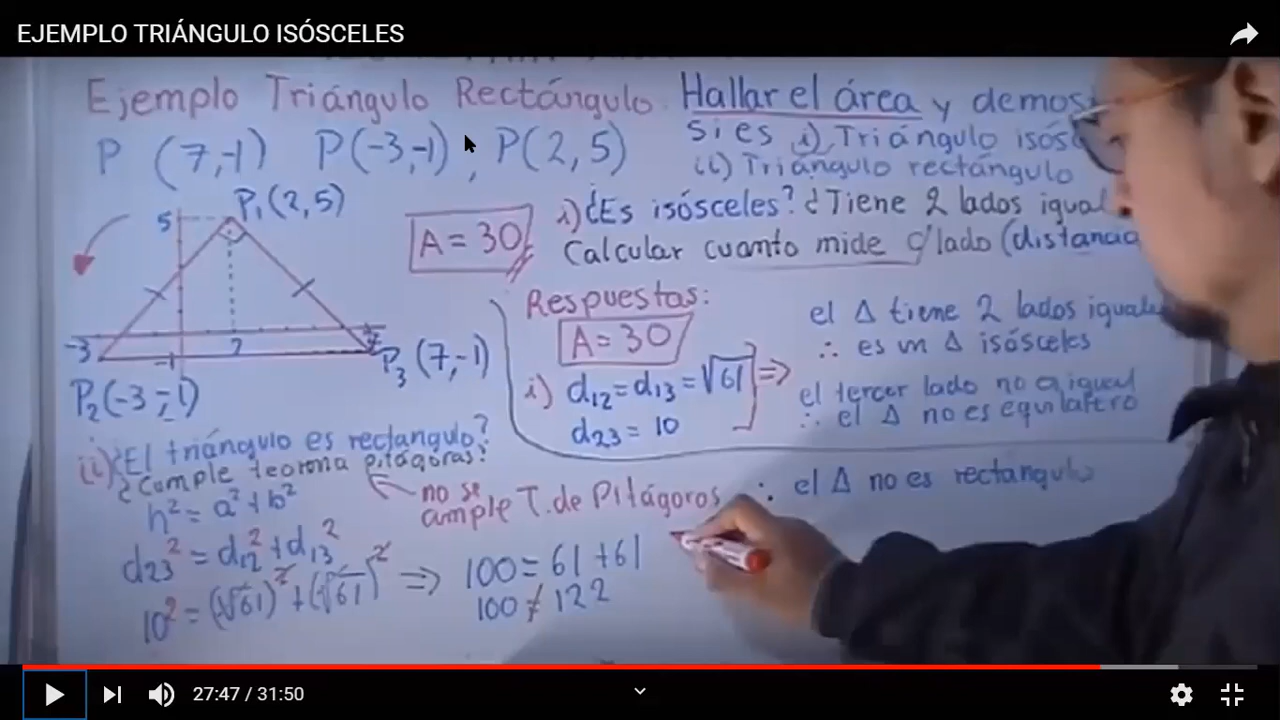 EJEMPLO TRIÁNGULO ISÓSCELES
Ejemplo Triángulo Rectángulo. Hallar el área y demos
P (7,-1) P(-3,-1), P(2,5)
si es i) Triángulo isós
ii) Triángulo rectángulo
5 P₁(2,5)
A = 30
i) ¿Es isósceles? ¿Tiene 2 lados igual
Calcular cuanto mide c/lado (distancia
-3 -1 2 7
P₂(-3,-1)
P₃(7,-1)
Respuestas:
A = 30
i) d₁₂ = d₁₃ = √61 ⇒
d₂₃ = 10
el Δ tiene 2 lados iguales
∴ es un Δ isósceles
el tercer lado no es igual
∴ el Δ no es equilatero
ii) ¿El triángulo es rectangulo?
¿Cumple teorema pitágoras?
h² = a² + b²
d₂₃² = d₁₂² + d₁₃²
10² = (√61)² + (√61)² ⇒ 100 = 61 + 61
100 ≠ 122
no se
cumple T. de Pitágoras ∴ el Δ no es rectangulo
27:47 / 31:50